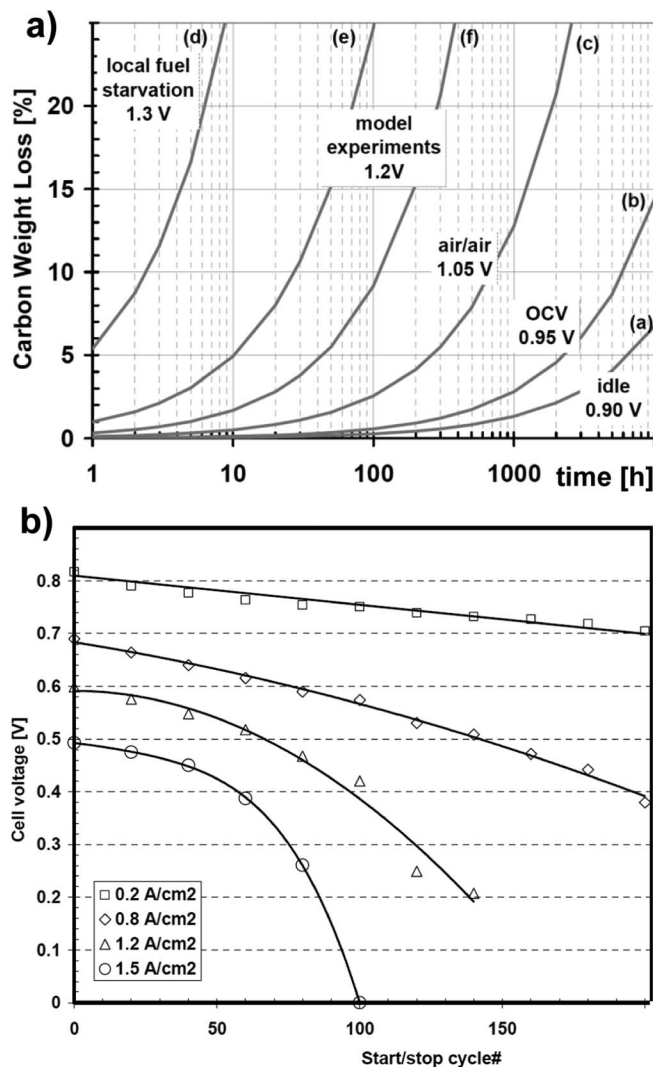 a)
(d)
(e)
(f)
(c)
(b)
(a)
local fuel
starvation
1.3 V
model
experiments
1.2V
air/air
1.05 V
OCV
0.95 V
idle
0.90 V
Carbon Weight Loss [%]
20
15
10
5
0
1
10
100
1000
time [h]
b)
Cell voltage [V]
0.8
0.7
0.6
0.5
0.4
0.3
0.2
0.1
0
0.2 A/cm2
0.8 A/cm2
1.2 A/cm2
1.5 A/cm2
0
50
100
150
Start/stop cycle#